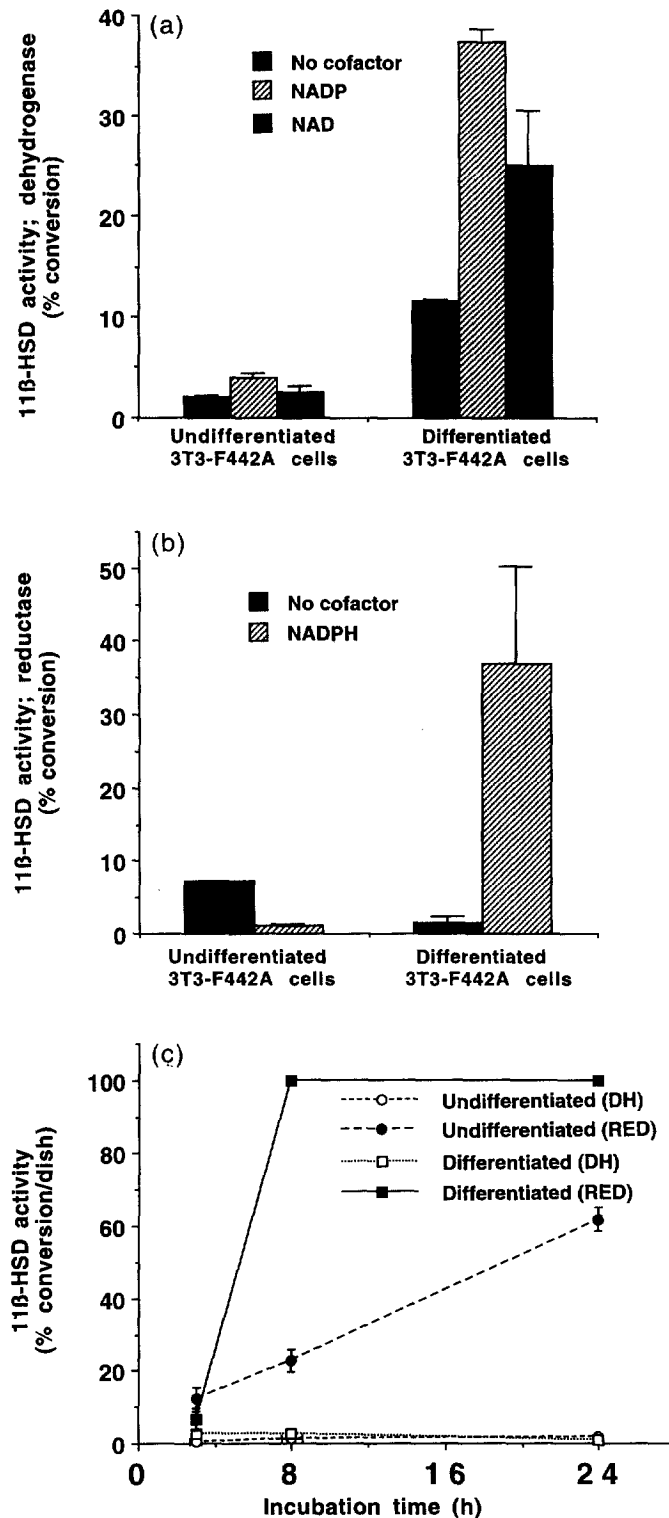 (a)
No cofactor
NADP
NAD
11ß-HSD activity; dehydrogenase
(% conversion)
40
30
20
10
0
Undifferentiated
3T3-F442A cells
Differentiated
3T3-F442A cells
(b)
No cofactor
NADPH
11ß-HSD activity; reductase
(% conversion)
50
40
30
20
10
0
Undifferentiated
3T3-F442A cells
Differentiated
3T3-F442A cells
(c)
Undifferentiated (DH)
Undifferentiated (RED)
Differentiated (DH)
Differentiated (RED)
11ß-HSD activity
(% conversion/dish)
100
80
60
40
20
0
0 8 16 24
Incubation time (h)